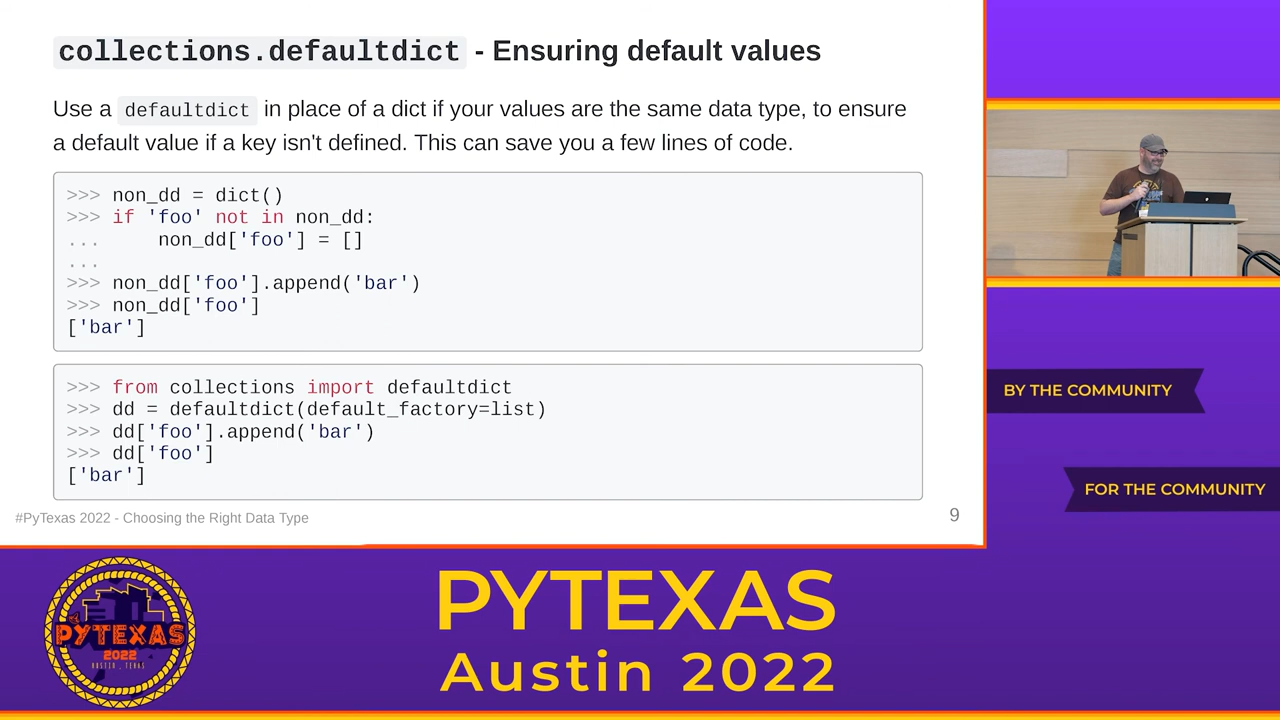 collections.defaultdict - Ensuring default values
Use a defaultdict in place of a dict if your values are the same data type, to ensure
a default value if a key isn't defined. This can save you a few lines of code.
>>> non_dd = dict()
>>> if 'foo' not in non_dd:
...     non_dd['foo'] = []
...
>>> non_dd['foo'].append('bar')
>>> non_dd['foo']
['bar']
>>> from collections import defaultdict
>>> dd = defaultdict(default_factory=list)
>>> dd['foo'].append('bar')
>>> dd['foo']
['bar']
#PyTexas 2022 - Choosing the Right Data Type
9
BY THE COMMUNITY
FOR THE COMMUNITY
PYTEXAS
2022
AUSTIN, TEXAS
PYTEXAS
Austin 2022